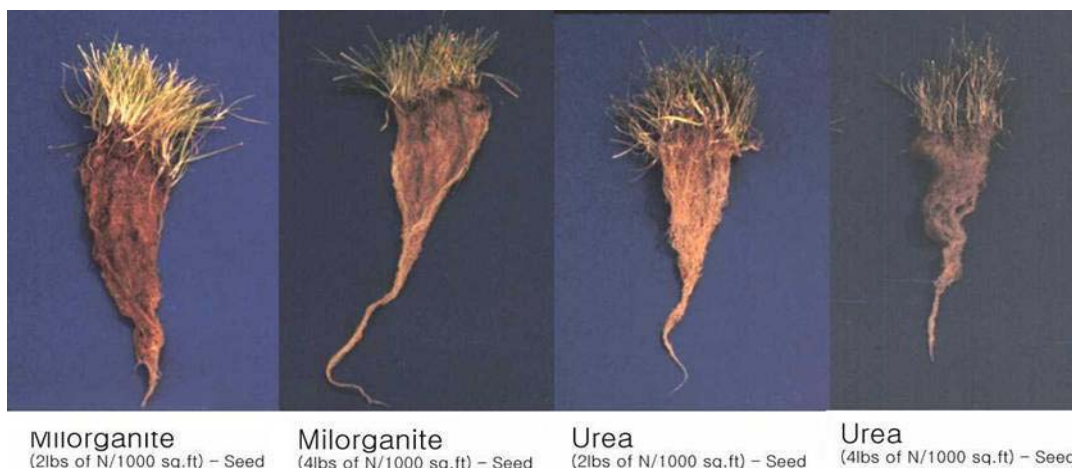 Milorganite
(2lbs of N/1000 sq.ft) – Seed
Milorganite
(4lbs of N/1000 sq.ft) – Seed
Urea
(2lbs of N/1000 sq.ft) – Seed
Urea
(4lbs of N/1000 sq.ft) – Seed